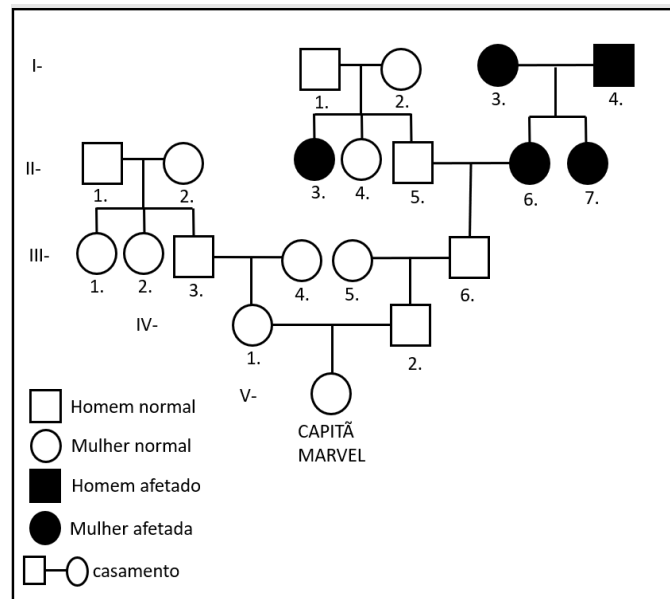 I-
1.
2.
3.
4.
II-
1.
2.
3.
4.
5.
6.
7.
III-
1.
2.
3.
4.
5.
6.
IV-
1.
2.
V-
CAPITÃ
MARVEL
Homem normal
Mulher normal
Homem afetado
Mulher afetada
casamento